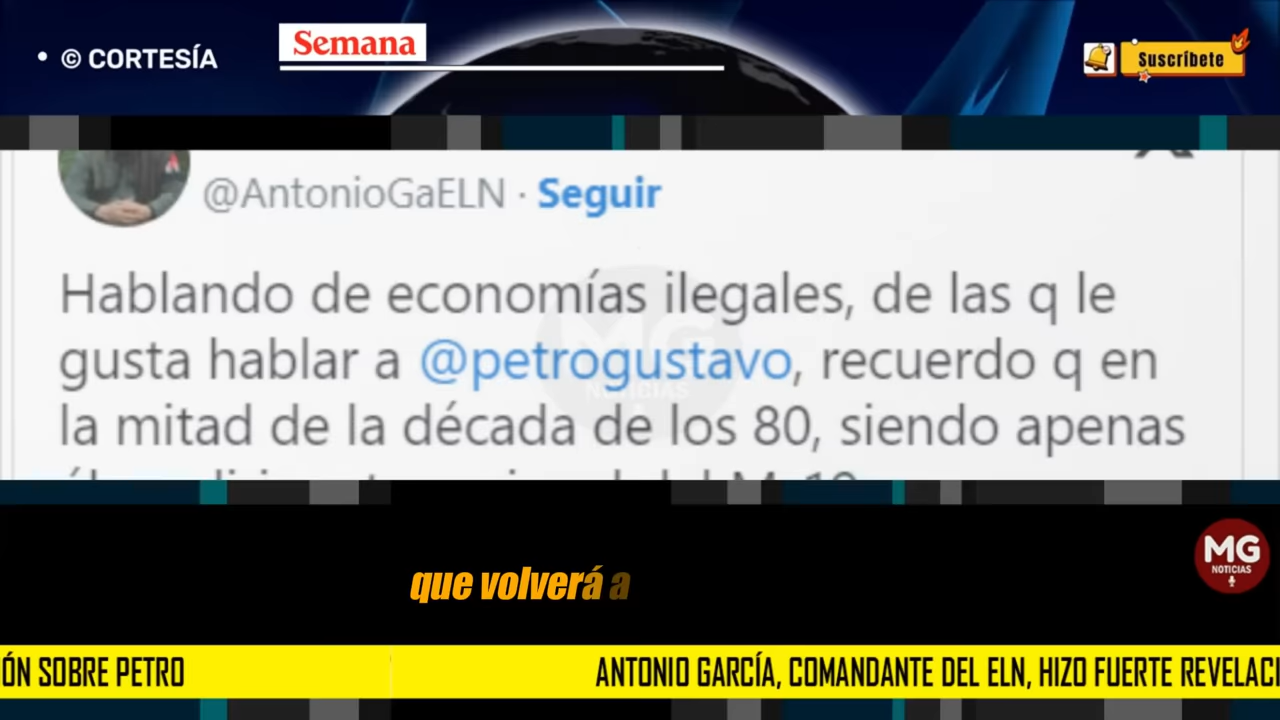 • © CORTESÍA
Semana
Suscríbete
@AntonioGaELN · Seguir
Hablando de economías ilegales, de las q le
gusta hablar a @petrogustavo, recuerdo q en
la mitad de la década de los 80, siendo apenas
MG
NOTICIAS
que volverá a
MG
NOTICIAS
ÓN SOBRE PETRO
ANTONIO GARCÍA, COMANDANTE DEL ELN, HIZO FUERTE REVELACI